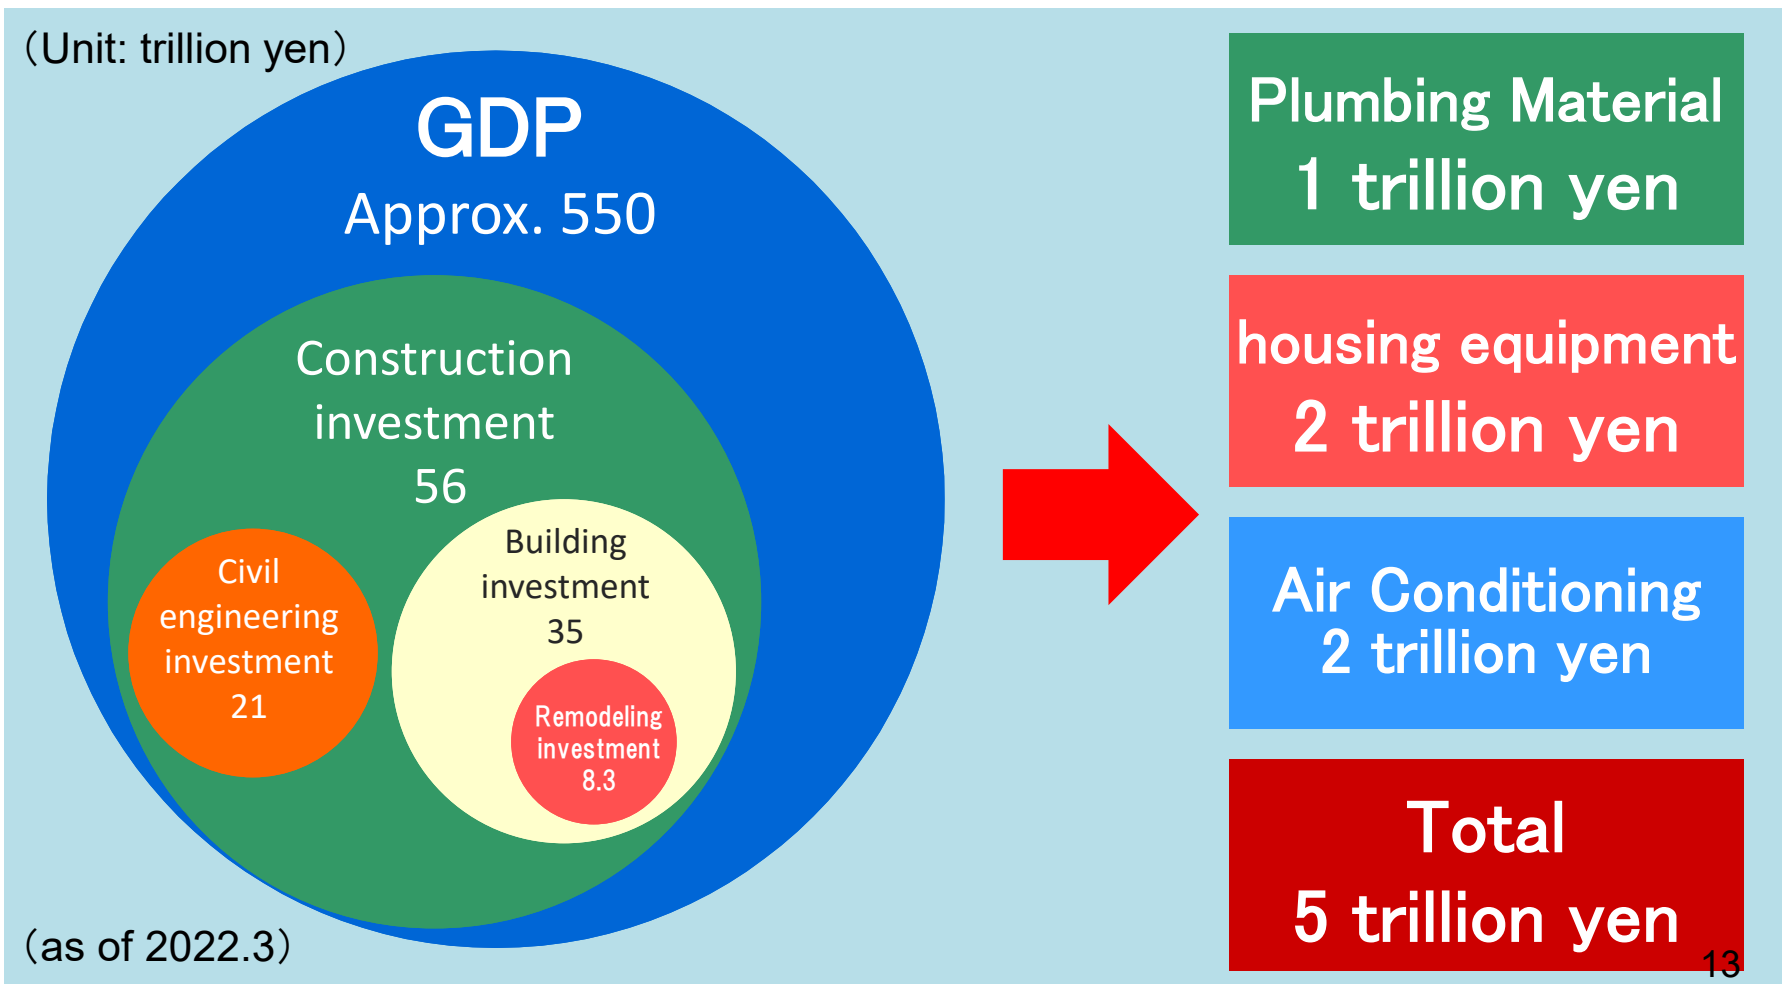 （Unit: trillion yen）
GDP
Approx. 550
Construction
investment
56
Civil
engineering
investment
21
Building
investment
35
Remodeling
investment
8.3
（as of 2022.3）
Plumbing Material
1 trillion yen
housing equipment
2 trillion yen
Air Conditioning
2 trillion yen
Total
5 trillion yen
13